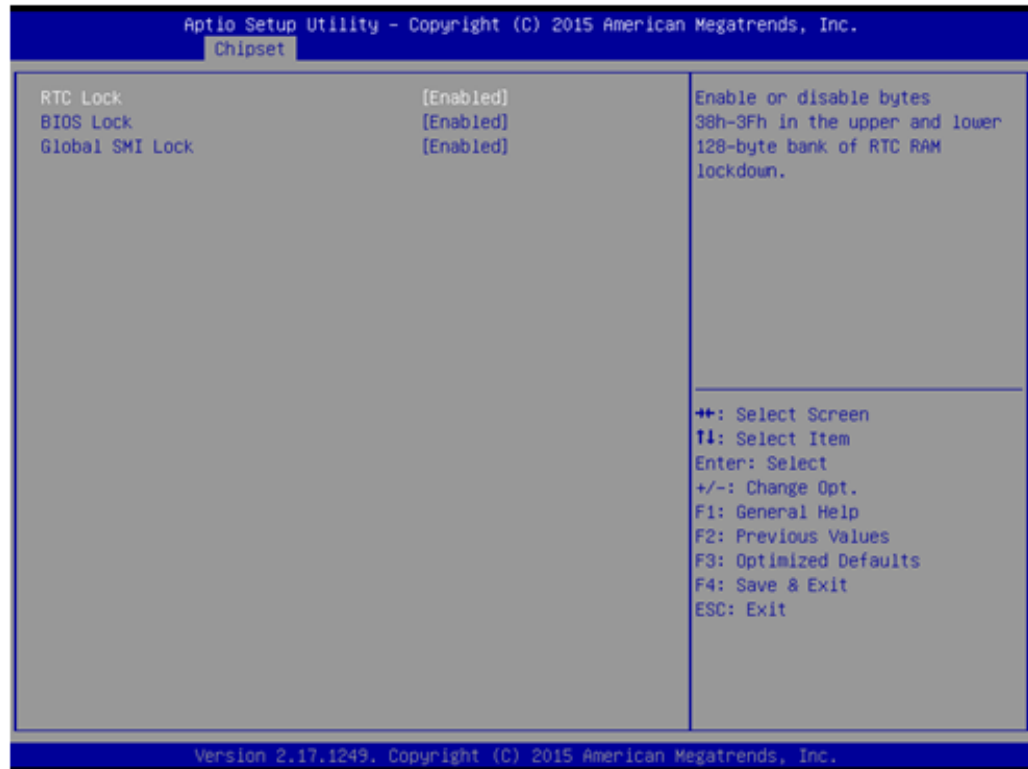 Aptio Setup Utility – Copyright (C) 2015 American Megatrends, Inc.
Chipset
RTC Lock [Enabled]
BIOS Lock [Enabled]
Global SMI Lock [Enabled]
Enable or disable bytes
38h-3Fh in the upper and lower
128-byte bank of RTC RAM
lockdown.
→←: Select Screen
↑↓: Select Item
Enter: Select
+/-: Change Opt.
F1: General Help
F2: Previous Values
F3: Optimized Defaults
F4: Save & Exit
ESC: Exit
Version 2.17.1249. Copyright (C) 2015 American Megatrends, Inc.